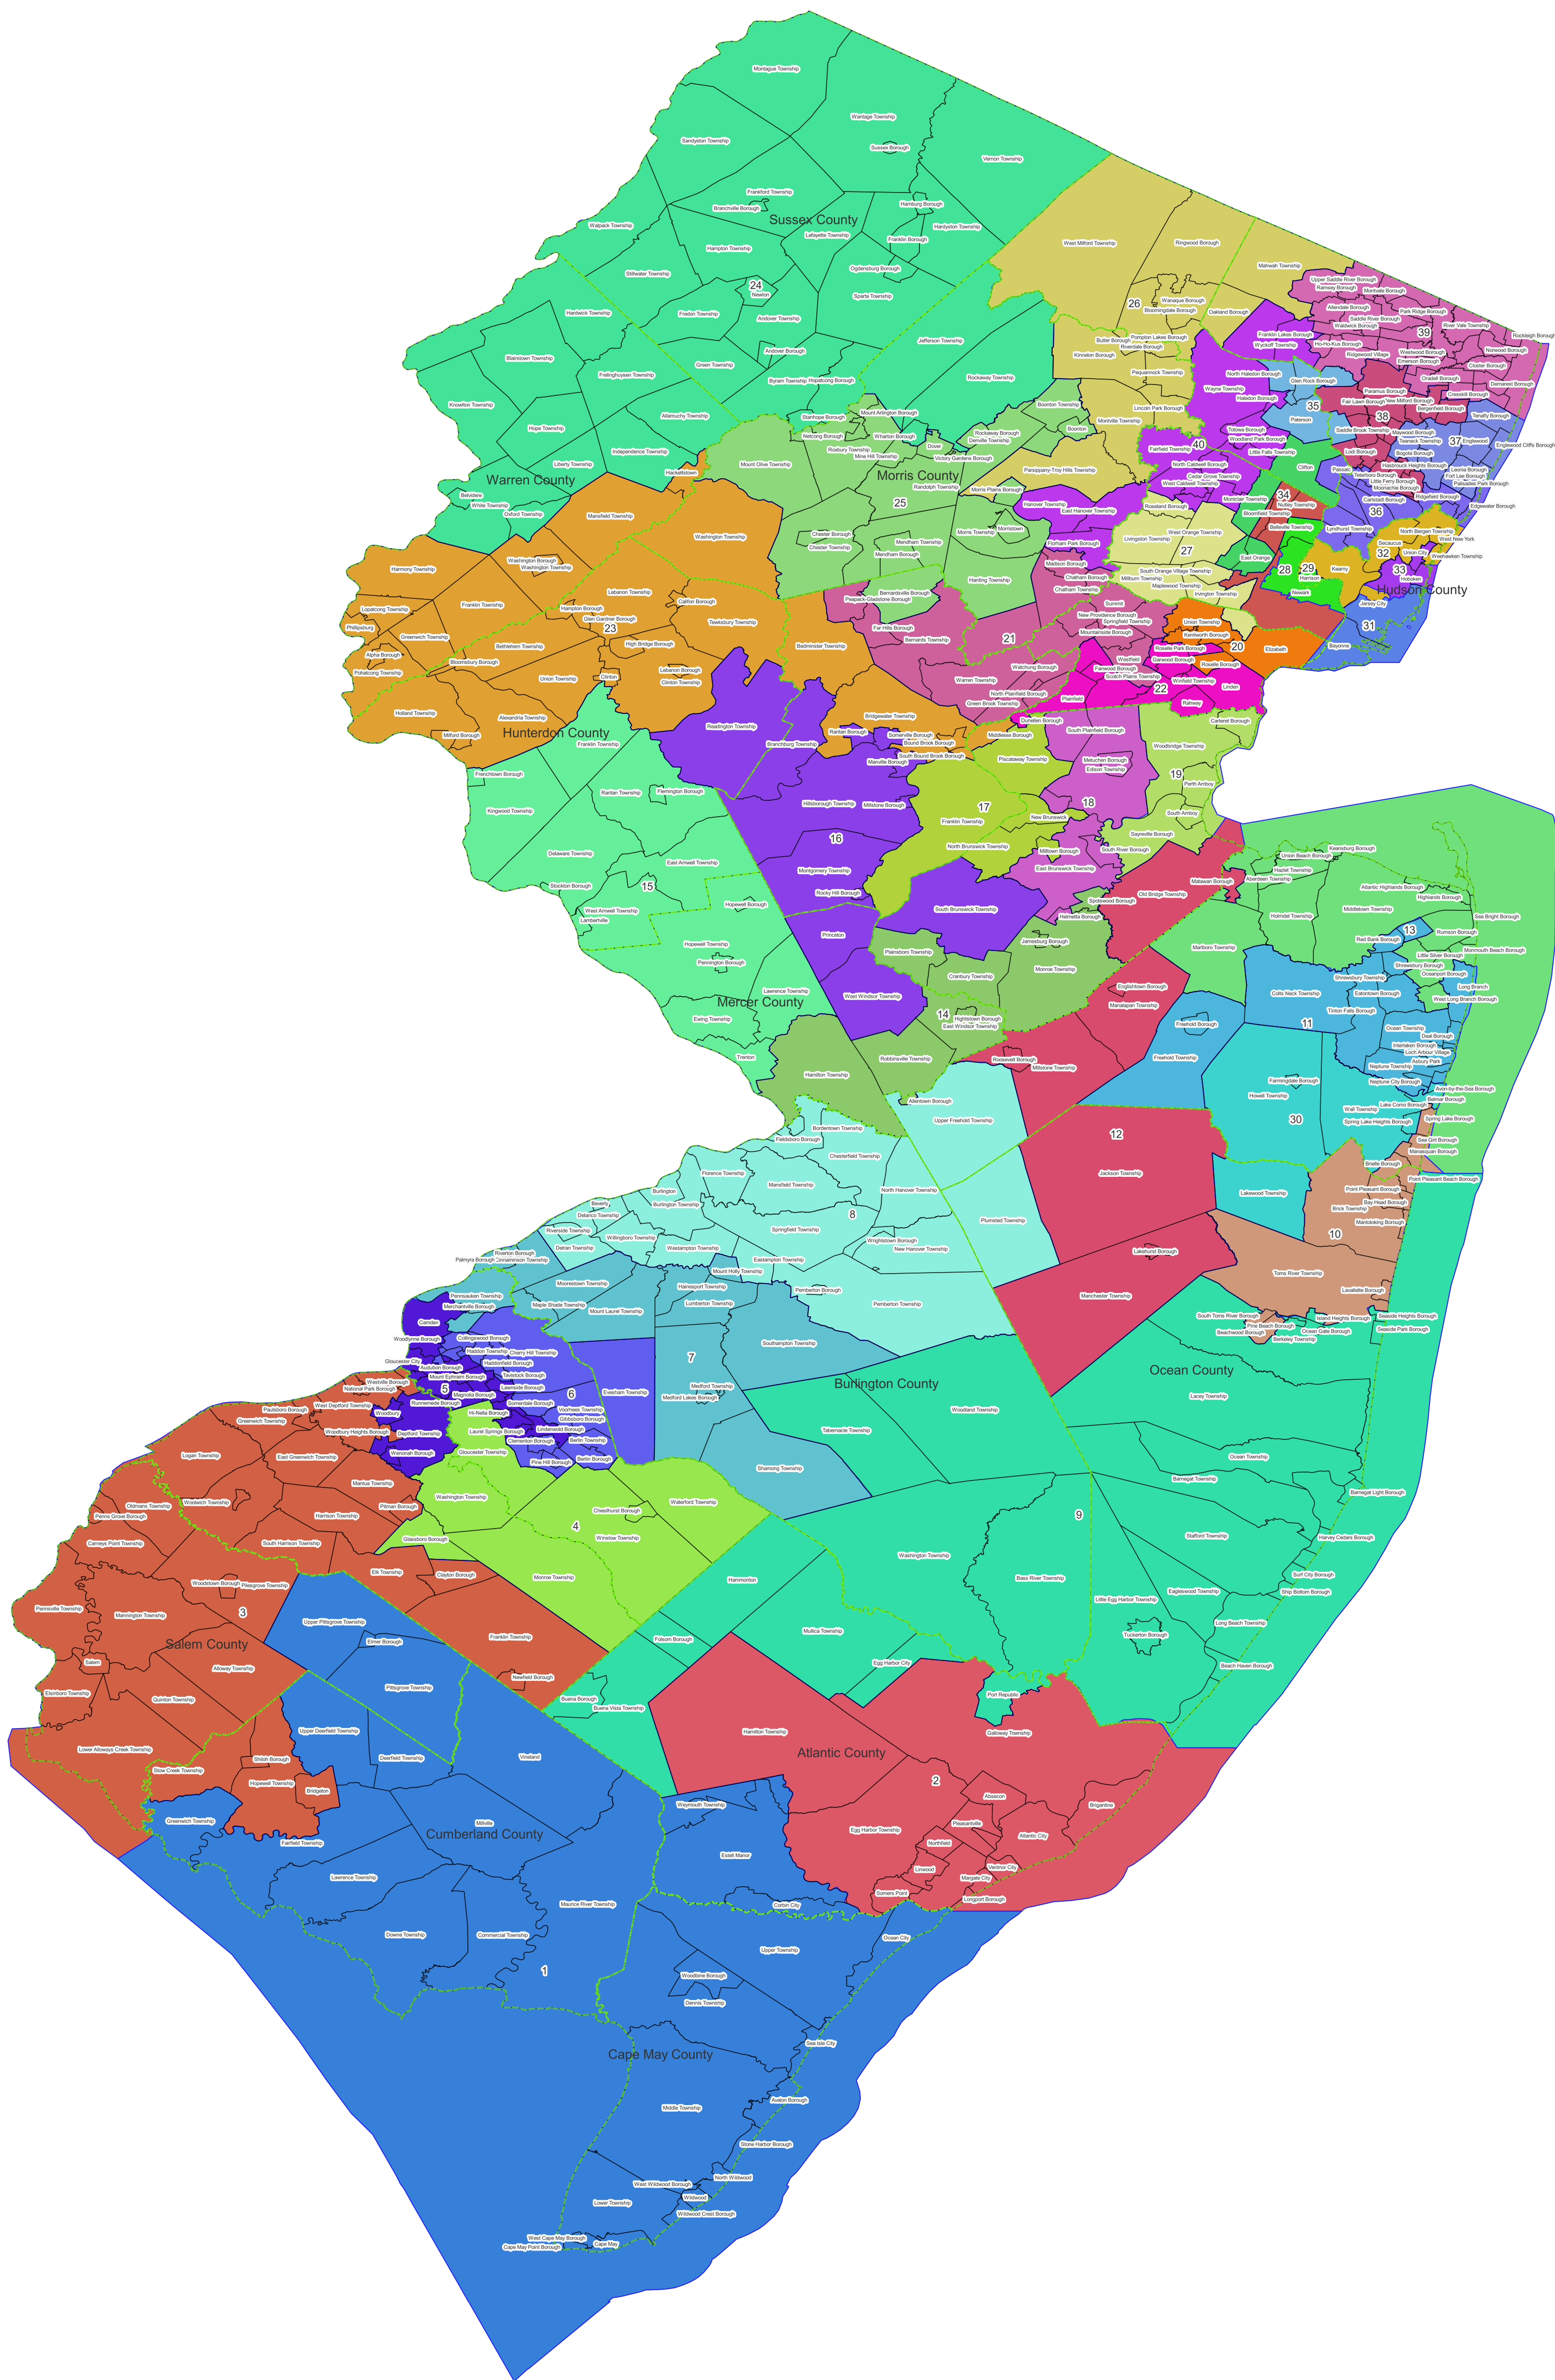 Montague Township
Wantage Township
Sandyston Township
Sussex Borough
Vernon Township
Frankford Township
Branchville Borough
Hamburg Borough
Sussex County
Walpack Township
Lafayette Township
Hardyston Township
Franklin Borough
Hampton Township
Stillwater Township
Ogdensburg Borough
24
Newton
Sparta Township
Hardwick Township
Fredon Township
Andover Township
Blairstown Township
Andover Borough
Green Township
Frelinghuysen Township
Byram Township
Hopatcong Borough
Jefferson Township
Rockaway Township
Knowlton Township
Hope Township
Allamuchy Township
Stanhope Borough
Mount Arlington Borough
Netcong Borough
Wharton Borough
Dover
Rockaway Borough
Denville Township
Boonton Township
Boonton
Independence Township
Liberty Township
Hackettstown
Roxbury Township
Mine Hill Township
Victory Gardens Borough
Mount Olive Township
Warren County
Morris County
Randolph Township
25
Belvidere
White Township
Oxford Township
Mansfield Township
Washington Township
Chester Borough
Chester Township
Mendham Township
Mendham Borough
Morris Township
Morristown
Morris Plains Borough
Parsippany-Troy Hills Township
Hanover Township
East Hanover Township
Florham Park Borough
Madison Borough
Chatham Borough
Chatham Township
Harding Township
West Milford Township
Ringwood Borough
Mahwah Township
26
Wanaque Borough
Bloomingdale Borough
Oakland Borough
Butler Borough
Pompton Lakes Borough
Riverdale Borough
Kinnelon Borough
Pequannock Township
Lincoln Park Borough
Montville Township
Upper Saddle River Borough
Ramsey Borough
Montvale Borough
Allendale Borough
Park Ridge Borough
Saddle River Borough
Waldwick Borough
River Vale Township
39
Rockleigh Borough
Ho-Ho-Kus Borough
Ridgewood Village
Westwood Borough
Norwood Borough
Emerson Borough
Closter Borough
Oradell Borough
Demarest Borough
Cresskill Borough
Franklin Lakes Borough
Wyckoff Township
North Haledon Borough
Glen Rock Borough
Wayne Township
Haledon Borough
Paramus Borough
Fair Lawn Borough
New Milford Borough
Bergenfield Borough
35
38
Tenafly Borough
Paterson
Totowa Borough
Saddle Brook Township
Maywood Borough
Woodland Park Borough
Teaneck Township
37
Englewood
Englewood Cliffs Borough
40
Fairfield Township
Little Falls Township
Lodi Borough
Bogota Borough
North Caldwell Borough
Clifton
Passaic
Hasbrouck Heights Borough
Leonia Borough
Cedar Grove Township
Teterboro Borough
Fort Lee Borough
West Caldwell Township
Little Ferry Borough
Palisades Park Borough
Moonachie Borough
Montclair Township
34
Carlstadt Borough
Ridgefield Borough
Roseland Borough
Nutley Township
Edgewater Borough
Bloomfield Township
36
Belleville Township
Lyndhurst Township
North Bergen Township
West New York
West Orange Township
Livingston Township
Secaucus
27
32
Union City
Weehawken Township
East Orange
28
29
Kearny
33
Hoboken
South Orange Village Township
Harrison
Millburn Township
Maplewood Township
Newark
Hudson County
Irvington Township
Jersey City
31
Bayonne
Harmony Township
Washington Borough
Washington Township
Lebanon Township
Franklin Township
Lopatcong Township
Phillipsburg
Greenwich Township
Hampton Borough
Glen Gardner Borough
23
Califon Borough
Tewksbury Township
Bethlehem Township
High Bridge Borough
Alpha Borough
Bloomsbury Borough
Pohatcong Township
Lebanon Borough
Clinton Township
Clinton
Union Township
Holland Township
Alexandria Township
Milford Borough
Hunterdon County
Franklin Township
Bernardsville Borough
Peapack-Gladstone Borough
Far Hills Borough
Bernards Township
Bedminster Township
21
Summit
New Providence Borough
Springfield Township
Mountainside Borough
Union Township
Kenilworth Borough
Roselle Park Borough
20
Elizabeth
Watchung Borough
Westfield
Garwood Borough
Roselle Borough
Fanwood Borough
Scotch Plains Township
Winfield Township
Linden
22
Warren Township
North Plainfield Borough
Plainfield
Green Brook Township
Rahway
Bridgewater Township
Readington Township
Branchburg Township
Raritan Borough
Somerville Borough
Bound Brook Borough
South Bound Brook Borough
Manville Borough
Dunellen Borough
Middlesex Borough
South Plainfield Borough
Carteret Borough
Woodbridge Township
Piscataway Township
Metuchen Borough
Edison Township
19
Perth Amboy
Frenchtown Borough
Raritan Township
Flemington Borough
Kingwood Township
Hillsborough Township
Millstone Borough
17
18
Franklin Township
New Brunswick
South Amboy
Sayreville Borough
16
Delaware Township
East Amwell Township
North Brunswick Township
Milltown Borough
South River Borough
East Brunswick Township
Montgomery Township
Rocky Hill Borough
15
Stockton Borough
Hopewell Borough
West Amwell Township
Lambertville
South Brunswick Township
Spotswood Borough
Helmetta Borough
Old Bridge Township
Matawan Borough
Keansburg Borough
Union Beach Borough
Hazlet Township
Aberdeen Township
Atlantic Highlands Borough
Highlands Borough
Middletown Township
Holmdel Township
Sea Bright Borough
Rumson Borough
13
Red Bank Borough
Marlboro Township
Monmouth Beach Borough
Little Silver Borough
Shrewsbury Borough
Oceanport Borough
Shrewsbury Township
Long Branch
Eatontown Borough
West Long Branch Borough
Colts Neck Township
Tinton Falls Borough
11
Hopewell Township
Pennington Borough
Princeton
Plainsboro Township
Jamesburg Borough
Cranbury Township
Monroe Township
Lawrence Township
West Windsor Township
Mercer County
Ewing Township
14
Hightstown Borough
East Windsor Township
Englishtown Borough
Manalapan Township
Freehold Borough
Freehold Township
Ocean Township
Deal Borough
Interlaken Borough
Loch Arbour Village
Asbury Park
Neptune Township
Neptune City Borough
Avon-by-the-Sea Borough
Belmar Borough
Trenton
Robbinsville Township
Hamilton Township
Roosevelt Borough
Millstone Township
Farmingdale Borough
Howell Township
Lake Como Borough
Wall Township
Spring Lake Borough
Spring Lake Heights Borough
30
Sea Girt Borough
Manasquan Borough
Brielle Borough
Point Pleasant Beach Borough
Allentown Borough
Upper Freehold Township
12
Jackson Township
Bordentown Township
Fieldsboro Borough
Chesterfield Township
Florence Township
Mansfield Township
Burlington
Burlington Township
North Hanover Township
Lakewood Township
Point Pleasant Borough
Bay Head Borough
Brick Township
Mantoloking Borough
10
Beverly
Delanco Township
8
Plumsted Township
Springfield Township
Riverside Township
Willingboro Township
Delran Township
Westampton Township
Wrightstown Borough
New Hanover Township
Eastampton Township
Lakehurst Borough
Toms River Township
Riverton Borough
Palmyra Borough
Cinnaminson Township
Mount Holly Township
Moorestown Township
Hainesport Township
Lumberton Township
Pemberton Borough
Pemberton Township
Manchester Township
Lavallette Borough
Pennsauken Township
Merchantville Borough
Maple Shade Township
Mount Laurel Township
South Toms River Borough
Island Heights Borough
Seaside Heights Borough
Pine Beach Borough
Beachwood Borough
Ocean Gate Borough
Seaside Park Borough
Berkeley Township
Camden
Woodlynne Borough
Collingswood Borough
Haddon Township
Cherry Hill Township
Southampton Township
7
Gloucester City
Audubon Borough
Haddonfield Borough
Mount Ephraim Borough
Tavistock Borough
Westville Borough
National Park Borough
5
Magnolia Borough
Lawnside Borough
6
Evesham Township
Medford Township
Medford Lakes Borough
Burlington County
Ocean County
Lacey Township
West Deptford Township
Runnemede Borough
Somerdale Borough
Voorhees Township
Paulsboro Borough
Woodbury
Hi-Nella Borough
Gibbsboro Borough
Greenwich Township
Woodbury Heights Borough
Deptford Township
Laurel Springs Borough
Lindenwold Borough
Clementon Borough
Berlin Township
Wenonah Borough
Gloucester Township
Pine Hill Borough
Berlin Borough
Woodland Township
Tabernacle Township
Shamong Township
Ocean Township
Barnegat Township
Barnegat Light Borough
Logan Township
East Greenwich Township
Mantua Township
Washington Township
Woolwich Township
Pitman Borough
Harrison Township
Chesilhurst Borough
Waterford Township
4
Winslow Township
9
Oldmans Township
Penns Grove Borough
Carneys Point Township
South Harrison Township
Glassboro Borough
Stafford Township
Harvey Cedars Borough
Elk Township
Clayton Borough
Monroe Township
Washington Township
Hammonton
Bass River Township
Surf City Borough
Ship Bottom Borough
Eagleswood Township
Little Egg Harbor Township
Woodstown Borough
Pilesgrove Township
Pennsville Township
Mannington Township
3
Upper Pittsgrove Township
Elmer Borough
Franklin Township
Folsom Borough
Mullica Township
Long Beach Township
Tuckerton Borough
Salem County
Salem
Alloway Township
Pittsgrove Township
Newfield Borough
Egg Harbor City
Beach Haven Borough
Elsinboro Township
Quinton Township
Buena Borough
Buena Vista Township
Port Republic
Galloway Township
Hamilton Township
Lower Alloways Creek Township
Upper Deerfield Township
Deerfield Township
Vineland
Atlantic County
Shiloh Borough
Stow Creek Township
Hopewell Township
Bridgeton
2
Absecon
Brigantine
Greenwich Township
Millville
Weymouth Township
Pleasantville
Egg Harbor Township
Atlantic City
Cumberland County
Fairfield Township
Northfield
Estell Manor
Linwood
Ventnor City
Margate City
Lawrence Township
Somers Point
Longport Borough
Maurice River Township
Corbin City
Downe Township
Commercial Township
Ocean City
Upper Township
1
Woodbine Borough
Dennis Township
Sea Isle City
Cape May County
Avalon Borough
Middle Township
Stone Harbor Borough
North Wildwood
West Wildwood Borough
Wildwood
Lower Township
Wildwood Crest Borough
West Cape May Borough
Cape May
Cape May Point Borough